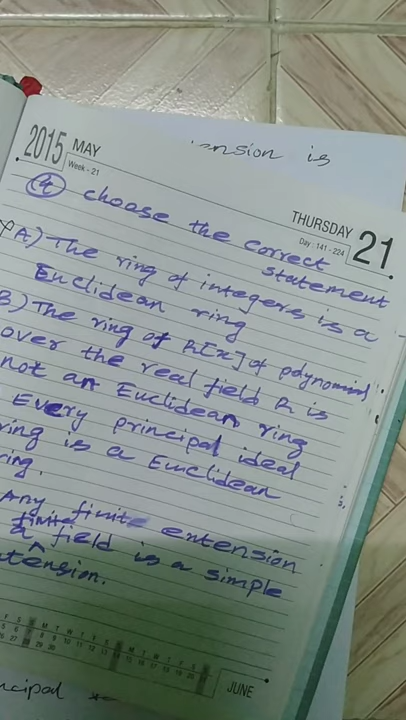 ension is
2015 MAY
Week - 21
THURSDAY 21
Day: 141 - 224
4 choose the correct
statement
A) The ring of integers is a
Euclidean ring
B) The ring of R[x] of polynomial
over the real field R is
not an Euclidean ring
Every principal ideal
ring is a Euclidean
ring.
Any finite extension
finite a field is a simple
extension.
JUNE
ncipal